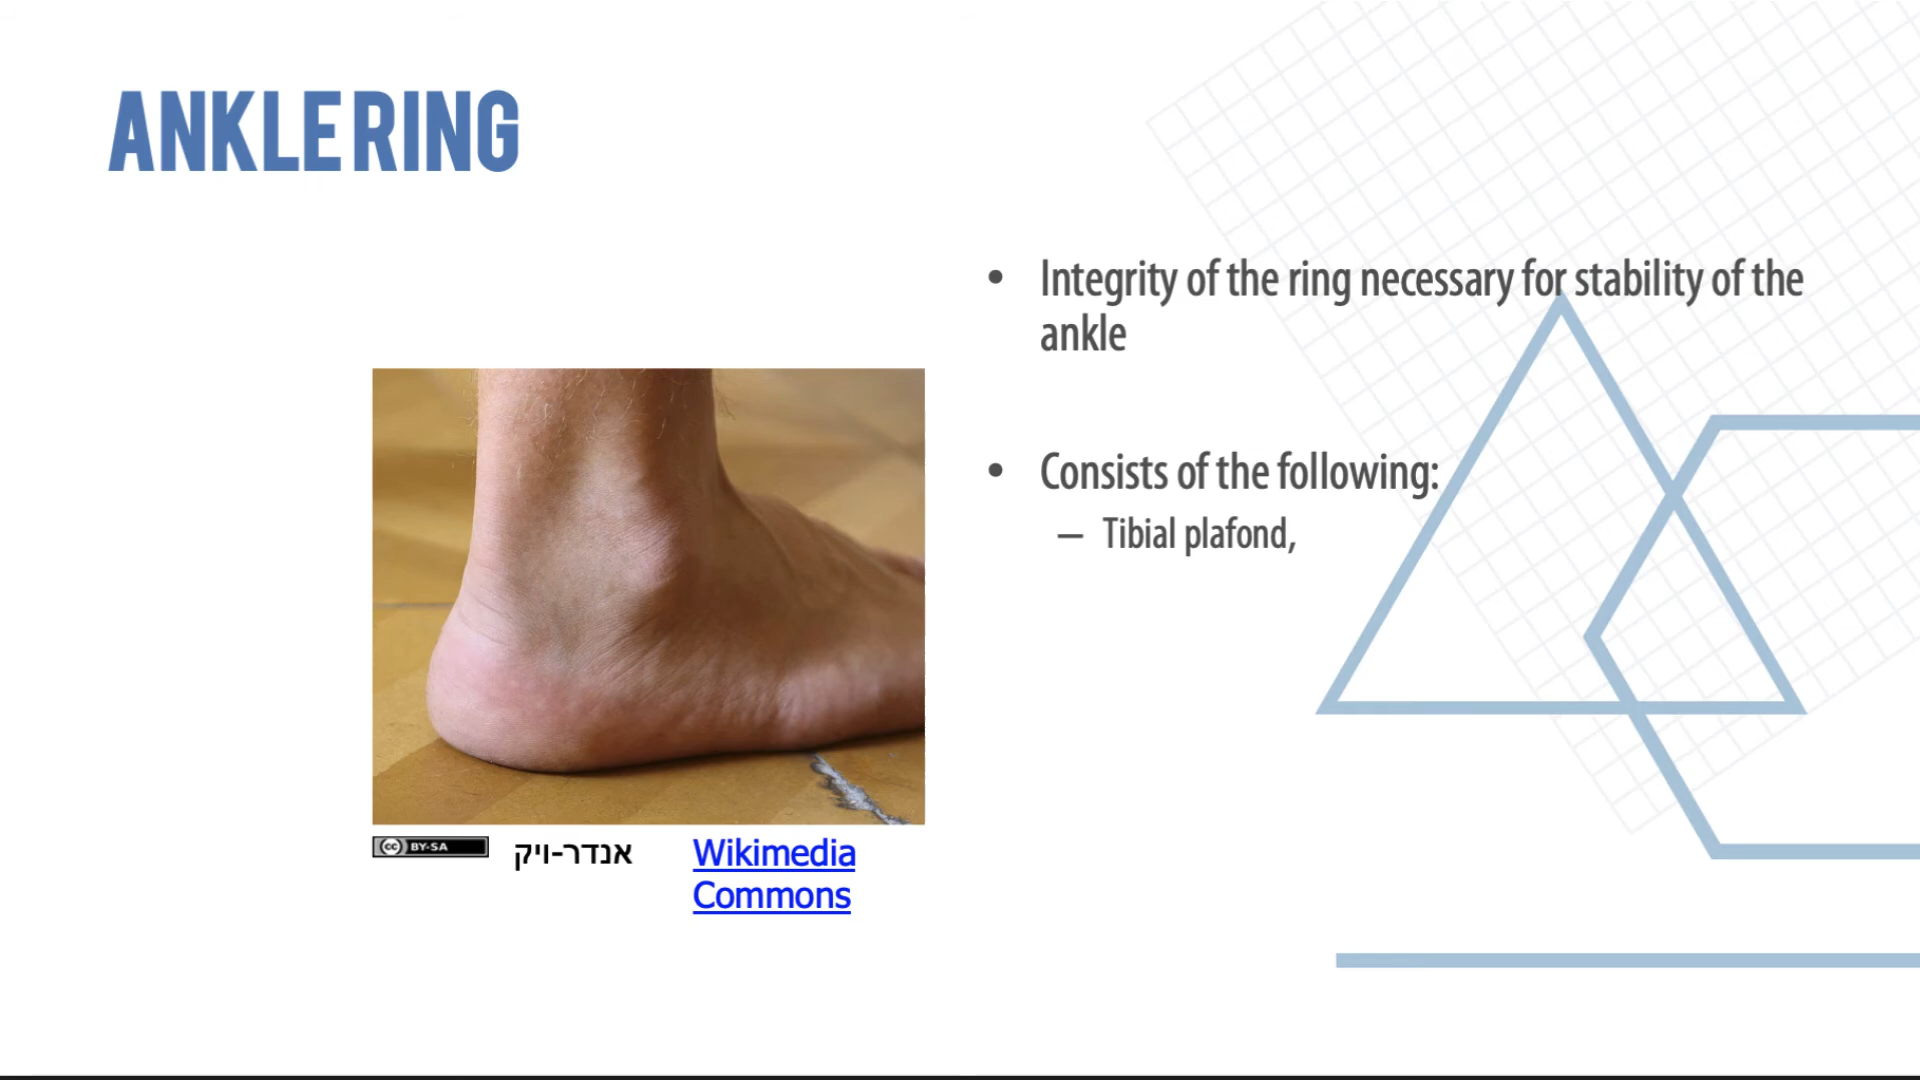 ANKLE RING
• Integrity of the ring necessary for stability of the
ankle
• Consists of the following:
– Tibial plafond,
cc BY-SA אנדר-ויק Wikimedia
Commons